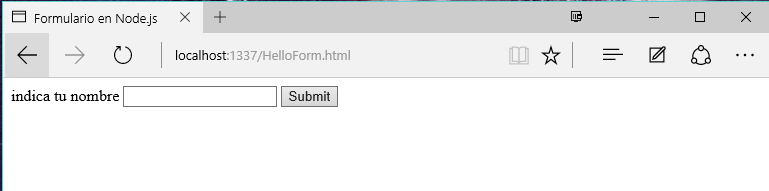 Formulario en Node.js
localhost:1337/HelloForm.html
indica tu nombre Submit